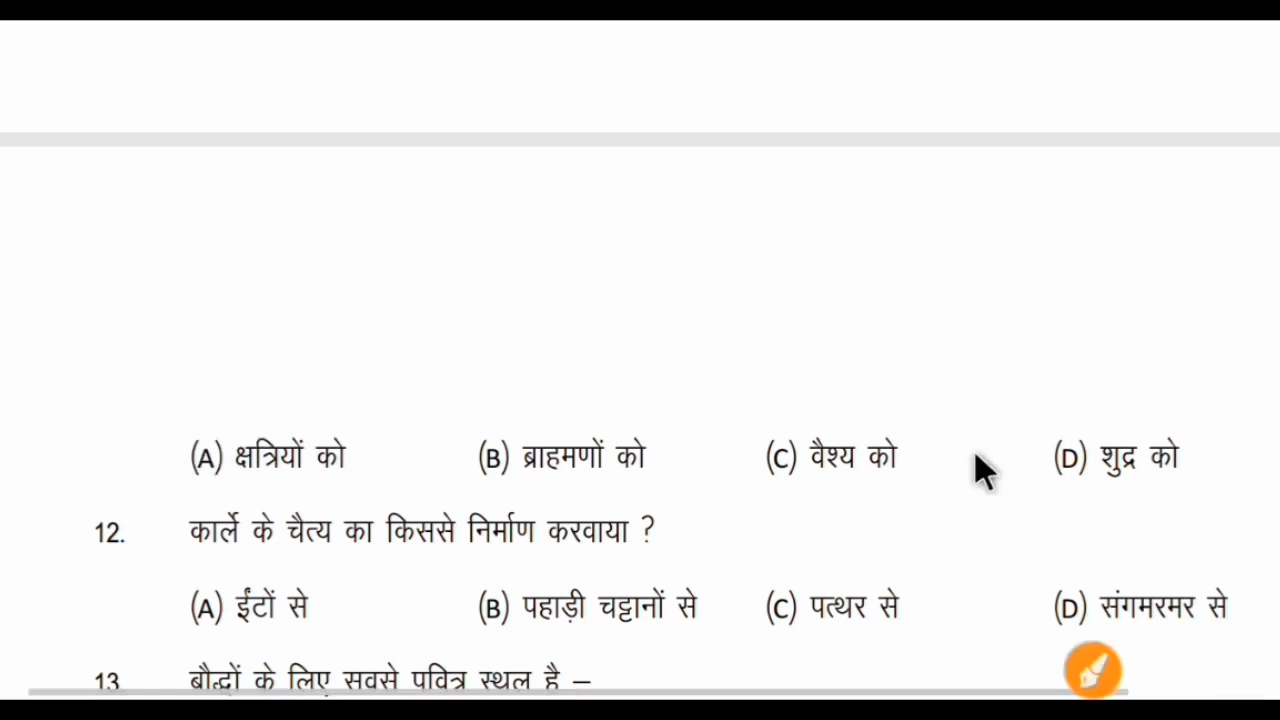 (A) क्षत्रियों को (B) ब्राहमणों को (C) वैश्य को (D) शुद्र को
12. कार्ले के चैत्य का किससे निर्माण करवाया ?
(A) ईंटों से (B) पहाड़ी चट्टानों से (C) पत्थर से (D) संगमरमर से
13 बौद्धों के लिए सबसे पवित्र स्थल है –